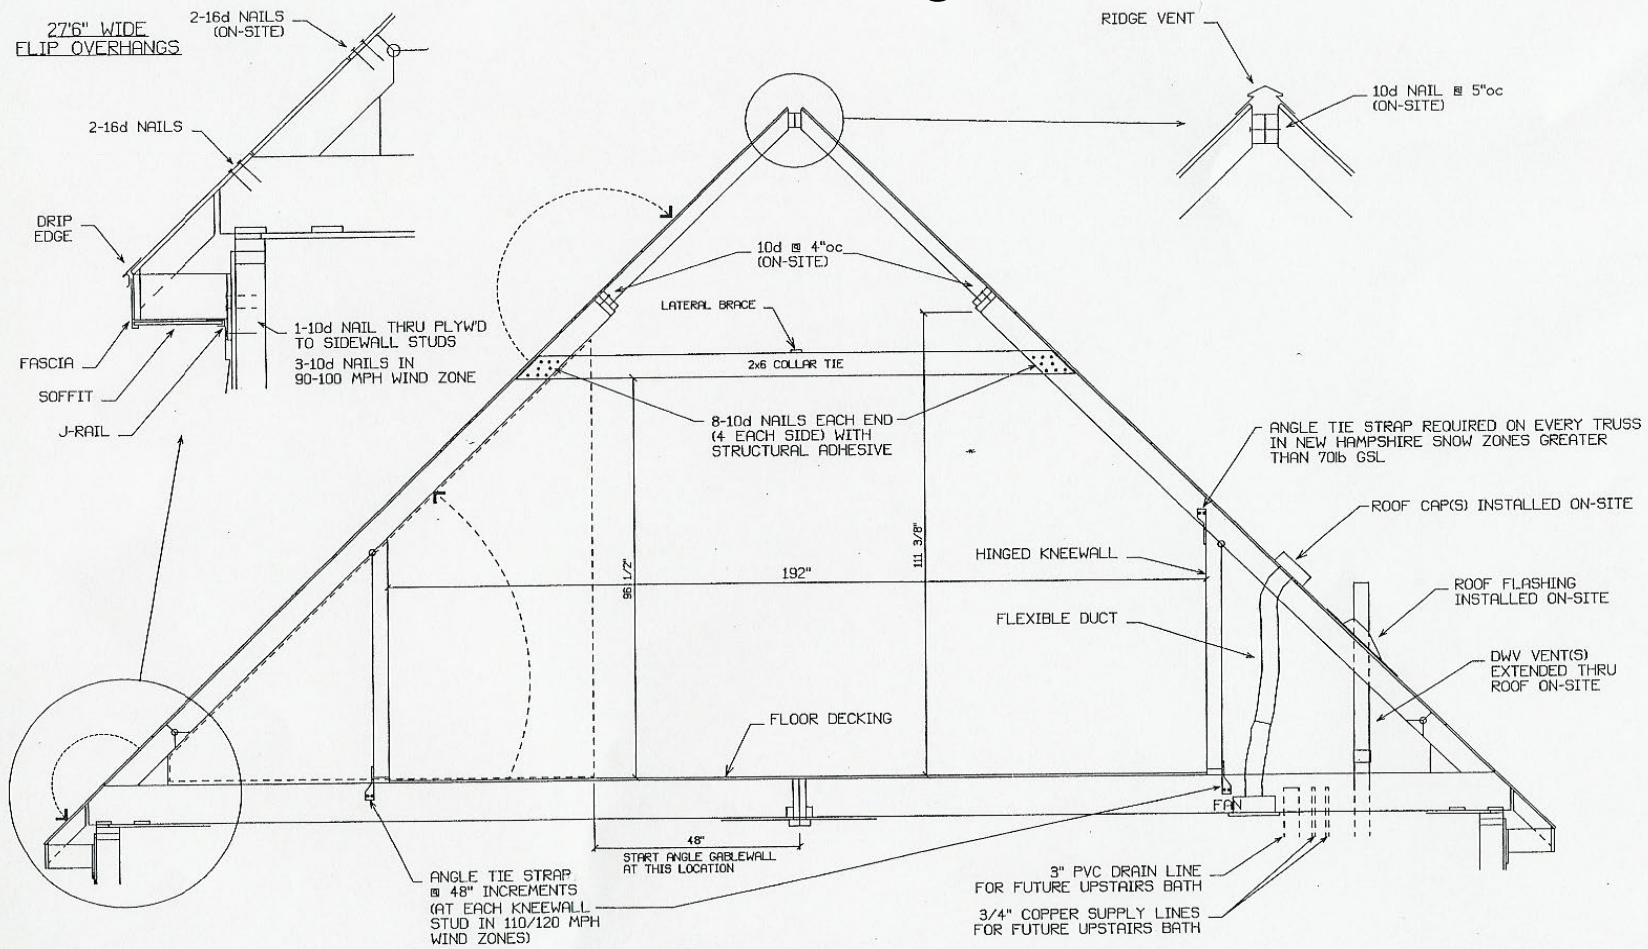 27'6" WIDE
FLIP OVERHANGS
2-16d NAILS
(ON-SITE)
2-16d NAILS
DRIP
EDGE
FASCIA
SOFFIT
J-RAIL
1-10d NAIL THRU PLYW'D
TO SIDEWALL STUDS
3-10d NAILS IN
90-100 MPH WIND ZONE
RIDGE VENT
10d NAIL @ 5"oc
(ON-SITE)
10d @ 4"oc
(ON-SITE)
LATERAL BRACE
2x6 COLLAR TIE
8-10d NAILS EACH END
(4 EACH SIDE) WITH
STRUCTURAL ADHESIVE
ANGLE TIE STRAP REQUIRED ON EVERY TRUSS
IN NEW HAMPSHIRE SNOW ZONES GREATER
THAN 70lb GSL
ROOF CAP(S) INSTALLED ON-SITE
HINGED KNEEWALL
192"
96 1/2"
111 3/8"
FLEXIBLE DUCT
ROOF FLASHING
INSTALLED ON-SITE
DWV VENT(S)
EXTENDED THRU
ROOF ON-SITE
FLOOR DECKING
FAN
48"
START ANGLE GABLEWALL
AT THIS LOCATION
ANGLE TIE STRAP
@ 48" INCREMENTS
(AT EACH KNEEWALL
STUD IN 110/120 MPH
WIND ZONES)
3" PVC DRAIN LINE
FOR FUTURE UPSTAIRS BATH
3/4" COPPER SUPPLY LINES
FOR FUTURE UPSTAIRS BATH